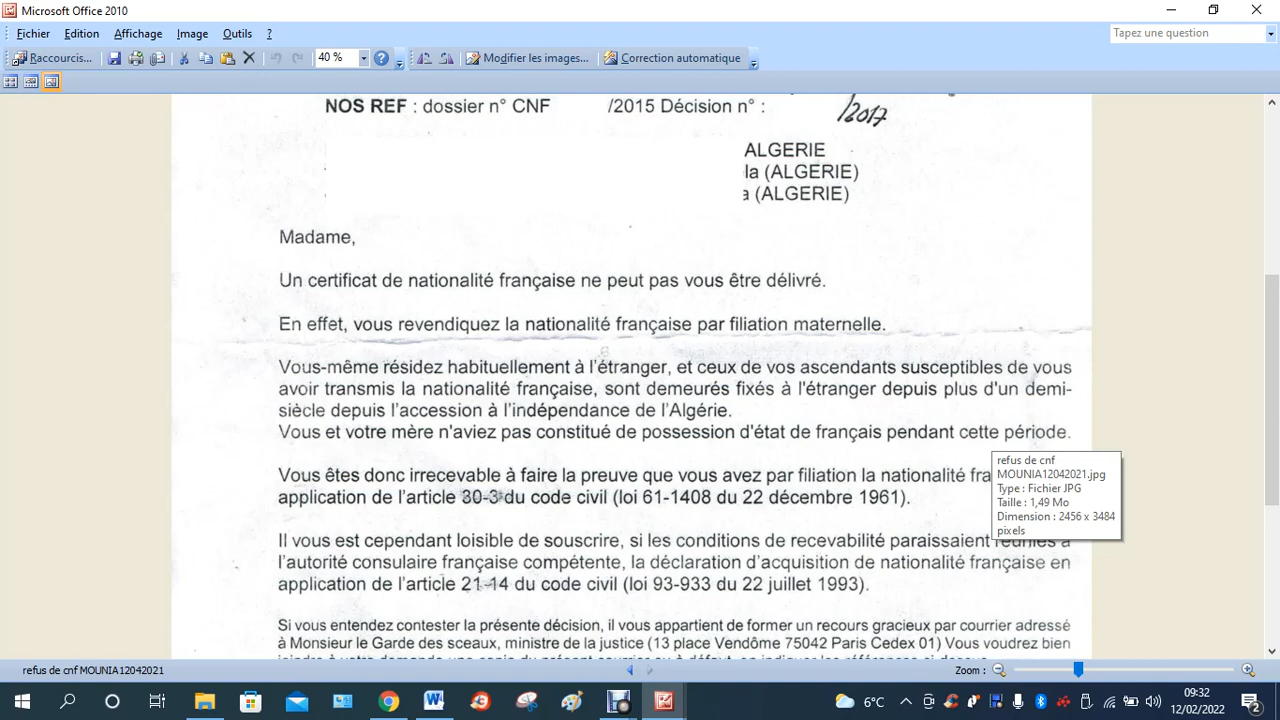 Microsoft Office 2010
Fichier Edition Affichage Image Outils ?
Tapez une question
Raccourcis... 40 % Modifier les images... Correction automatique
NOS REF : dossier n° CNF /2015 Décision n° :
/2017
ALGERIE
la (ALGERIE)
a (ALGERIE)
Madame,
Un certificat de nationalité française ne peut pas vous être délivré.
En effet, vous revendiquez la nationalité française par filiation maternelle.
Vous-même résidez habituellement à l'étranger, et ceux de vos ascendants susceptibles de vous
avoir transmis la nationalité française, sont demeurés fixés à l'étranger depuis plus d'un demi-
siècle depuis l'accession à l'indépendance de l'Algérie.
Vous et votre mère n'aviez pas constitué de possession d'état de français pendant cette période.
Vous êtes donc irrecevable à faire la preuve que vous avez par filiation la nationalité
application de l'article 30-3 du code civil (loi 61-1408 du 22 décembre 1961).
refus de cnf
MOUNIA12042021.jpg
Type : Fichier JPG
Taille : 1,49 Mo
Dimension : 2456 x 3484
pixels
Il vous est cependant loisible de souscrire, si les conditions de recevabilité paraissaient réunies à
l'autorité consulaire française compétente, la déclaration d'acquisition de nationalité française en
application de l'article 21-14 du code civil (loi 93-933 du 22 juillet 1993).
Si vous entendez contester la présente décision, il vous appartient de former un recours gracieux par courrier adressé
à Monsieur le Garde des sceaux, ministre de la justice (13 place Vendôme 75042 Paris Cedex 01) Vous voudrez bien
refus de cnf MOUNIA12042021
Zoom :
6°C
09:32
12/02/2022
2